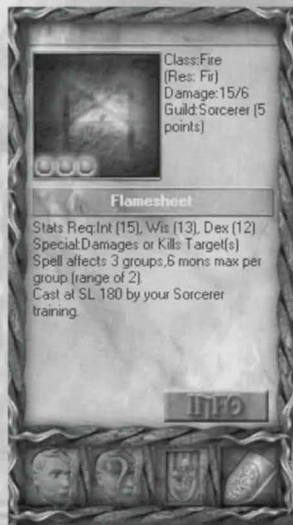 Class:Fire
(Res: Fir)
Damage:15/6
Guild:Sorcerer (5
points)
Flamesheet
Stats Req:Int (15), Wis (13), Dex (12)
Special:Damages or Kills Target(s)
Spell affects 3 groups,6 mons max per
group (range of 2).
Cast at SL 180 by your Sorcerer
training.
INFO